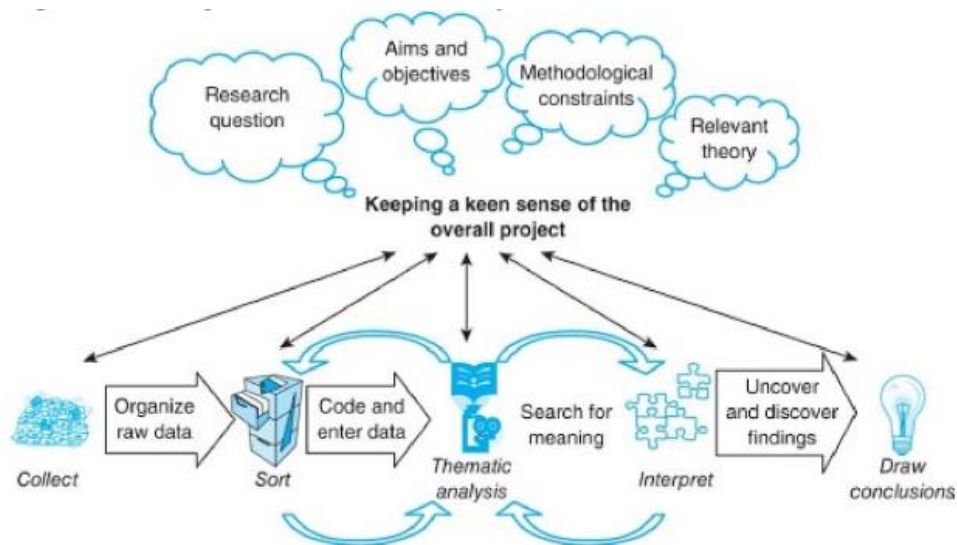 Research
question
Aims and
objectives
Methodological
constraints
Relevant
theory
Keeping a keen sense of the
overall project
Organize
raw data
Code and
enter data
Search for
meaning
Uncover
and discover
findings
Collect
Sort
Thematic
analysis
Interpret
Draw
conclusions